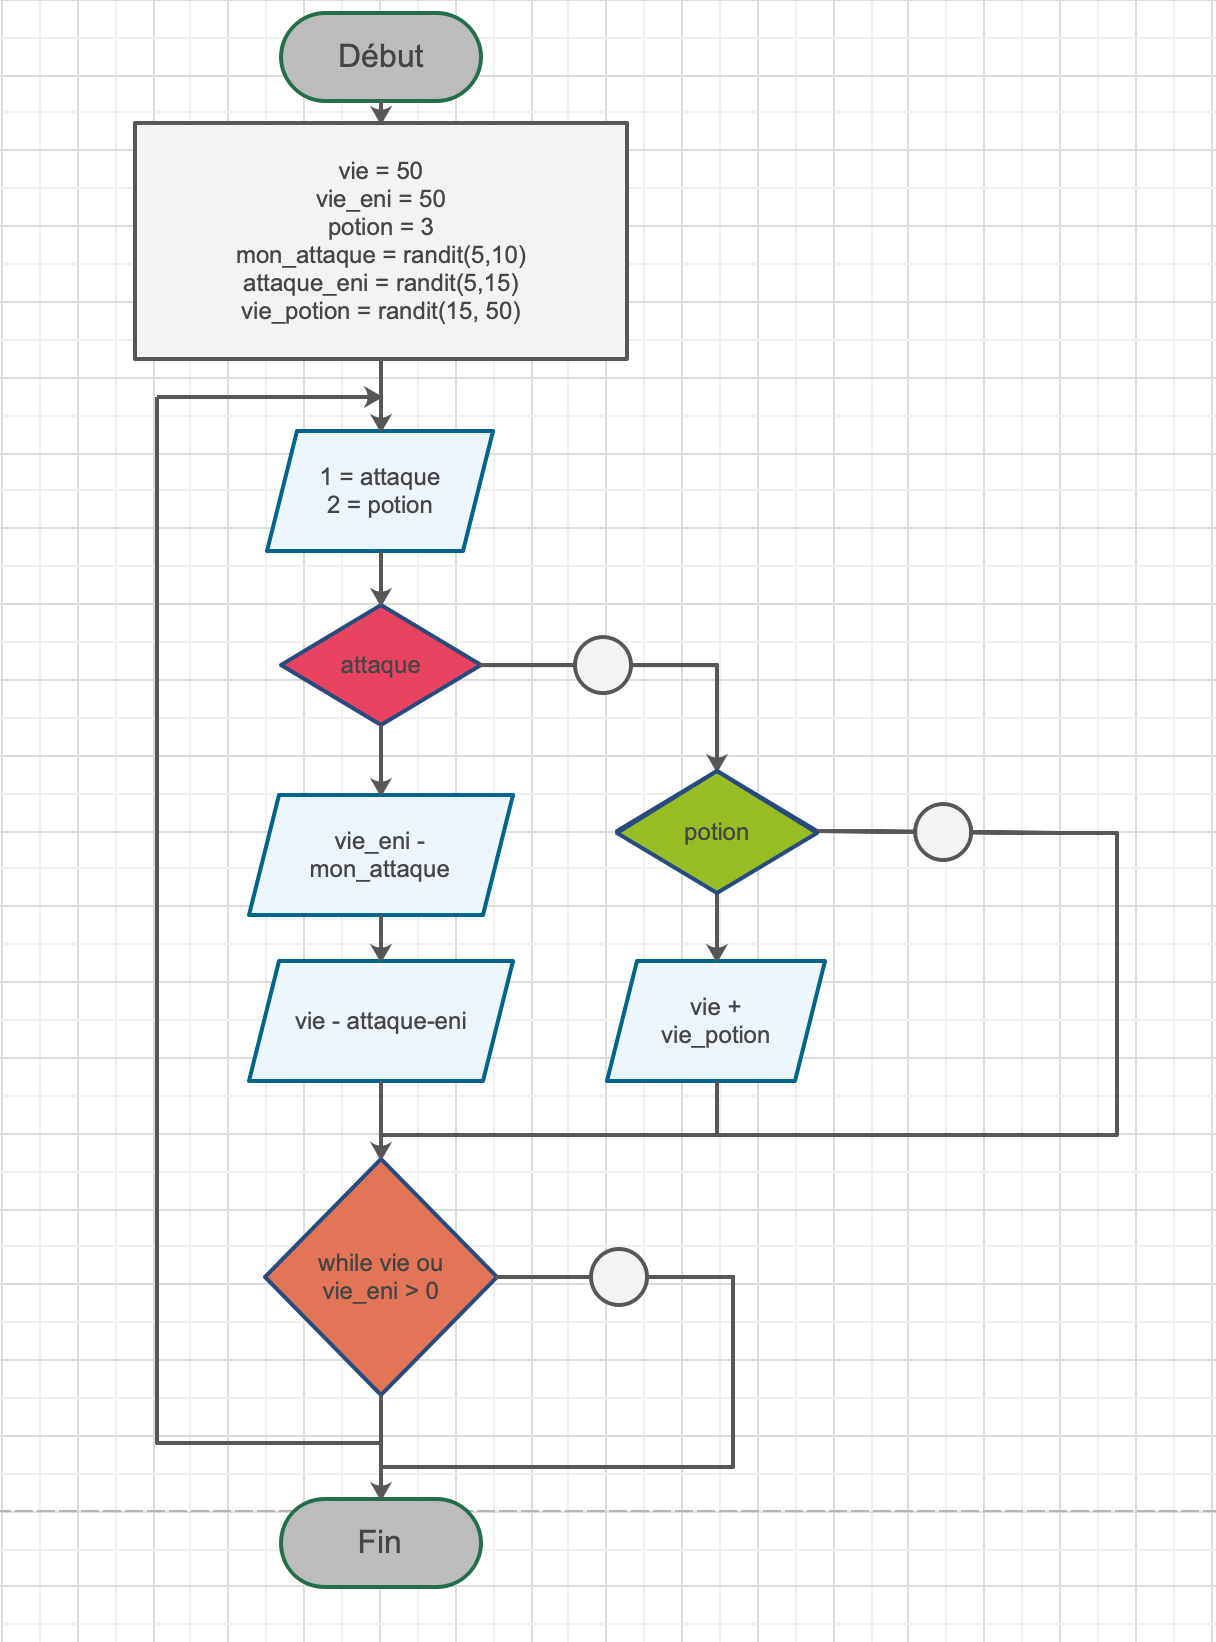 Début
vie = 50
vie_eni = 50
potion = 3
mon_attaque = randit(5,10)
attaque_eni = randit(5,15)
vie_potion = randit(15, 50)
1 = attaque
2 = potion
attaque
potion
vie_eni -
mon_attaque
vie - attaque-eni
vie +
vie_potion
while vie ou
vie_eni > 0
Fin